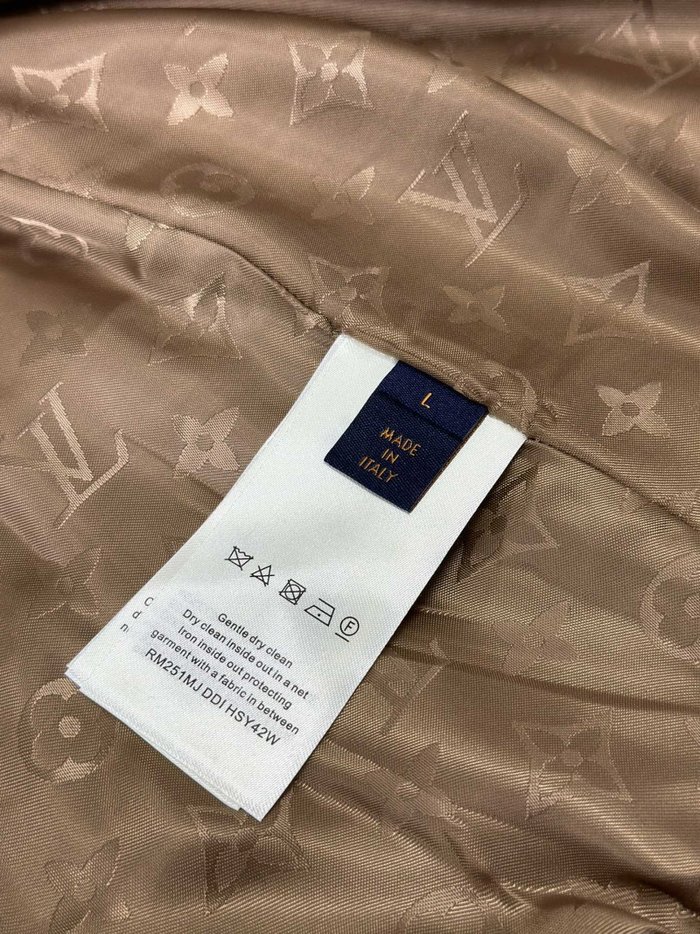 L
MADE
IN
ITALY
F
Gentle dry clean
Dry clean inside out in a net
Iron inside out protecting
garment with a fabric in between
RM251MJ DDI HSY42W